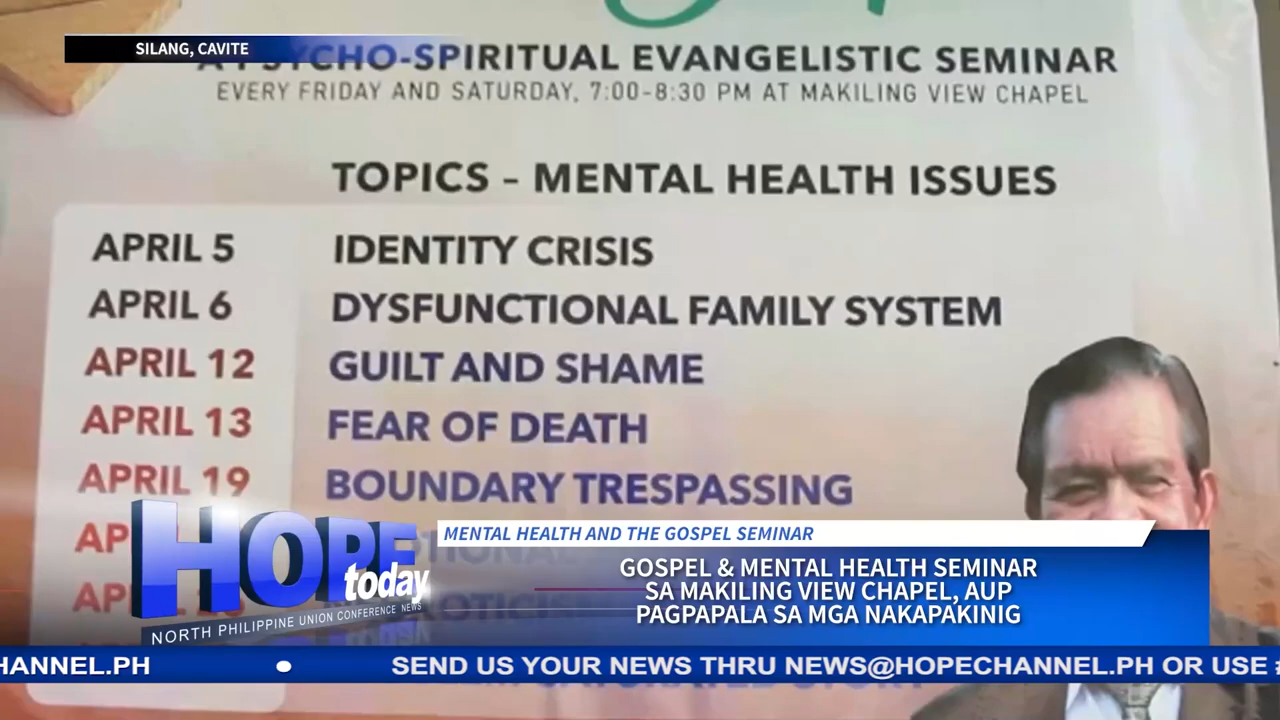 SILANG, CAVITE
PSYCHO-SPIRITUAL EVANGELISTIC SEMINAR
EVERY FRIDAY AND SATURDAY, 7:00-8:30 PM AT MAKILING VIEW CHAPEL
TOPICS – MENTAL HEALTH ISSUES
APRIL 5 IDENTITY CRISIS
APRIL 6 DYSFUNCTIONAL FAMILY SYSTEM
APRIL 12 GUILT AND SHAME
APRIL 13 FEAR OF DEATH
APRIL 19 BOUNDARY TRESPASSING
HOPE
today
NORTH PHILIPPINE UNION CONFERENCE NEWS
MENTAL HEALTH AND THE GOSPEL SEMINAR
GOSPEL & MENTAL HEALTH SEMINAR
SA MAKILING VIEW CHAPEL, AUP
PAGPAPALA SA MGA NAKAPAKINIG
HANNEL.PH • SEND US YOUR NEWS THRU NEWS@HOPECHANNEL.PH OR USE